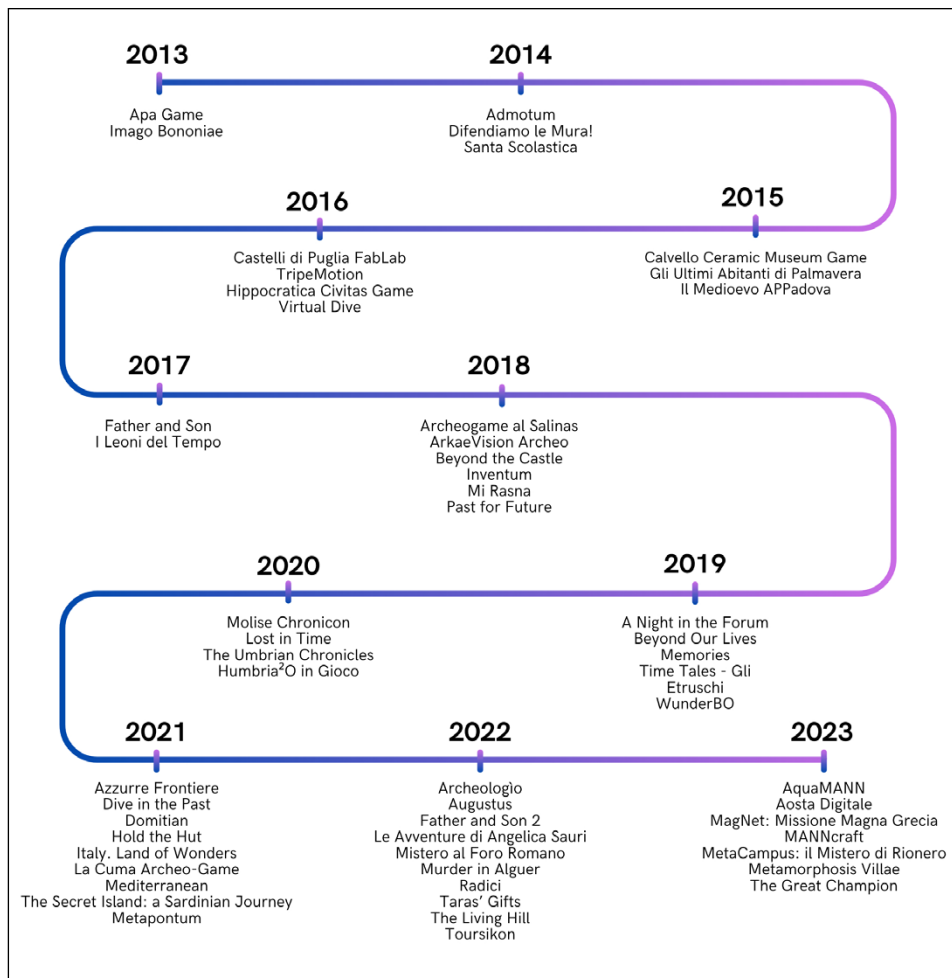 2013
Apa Game
Imago Bononiae
2014
Admotum
Difendiamo le Mura!
Santa Scolastica
2015
Calvello Ceramic Museum Game
Gli Ultimi Abitanti di Palmavera
Il Medioevo APPadova
2016
Castelli di Puglia FabLab
TripeMotion
Hippocratica Civitas Game
Virtual Dive
2017
Father and Son
I Leoni del Tempo
2018
Archeogame al Salinas
ArkaeVision Archeo
Beyond the Castle
Inventum
Mi Rasna
Past for Future
2019
A Night in the Forum
Beyond Our Lives
Memories
Time Tales - Gli
Etruschi
WunderBO
2020
Molise Chronicon
Lost in Time
The Umbrian Chronicles
Humbria²O in Gioco
2021
Azzurre Frontiere
Dive in the Past
Domitian
Hold the Hut
Italy. Land of Wonders
La Cuma Archeo-Game
Mediterranean
The Secret Island: a Sardinian Journey
Metapontum
2022
Archeologìo
Augustus
Father and Son 2
Le Avventure di Angelica Sauri
Mistero al Foro Romano
Murder in Alguer
Radici
Taras' Gifts
The Living Hill
Toursikon
2023
AquaMANN
Aosta Digitale
MagNet: Missione Magna Grecia
MANNcraft
MetaCampus: il Mistero di Rionero
Metamorphosis Villae
The Great Champion